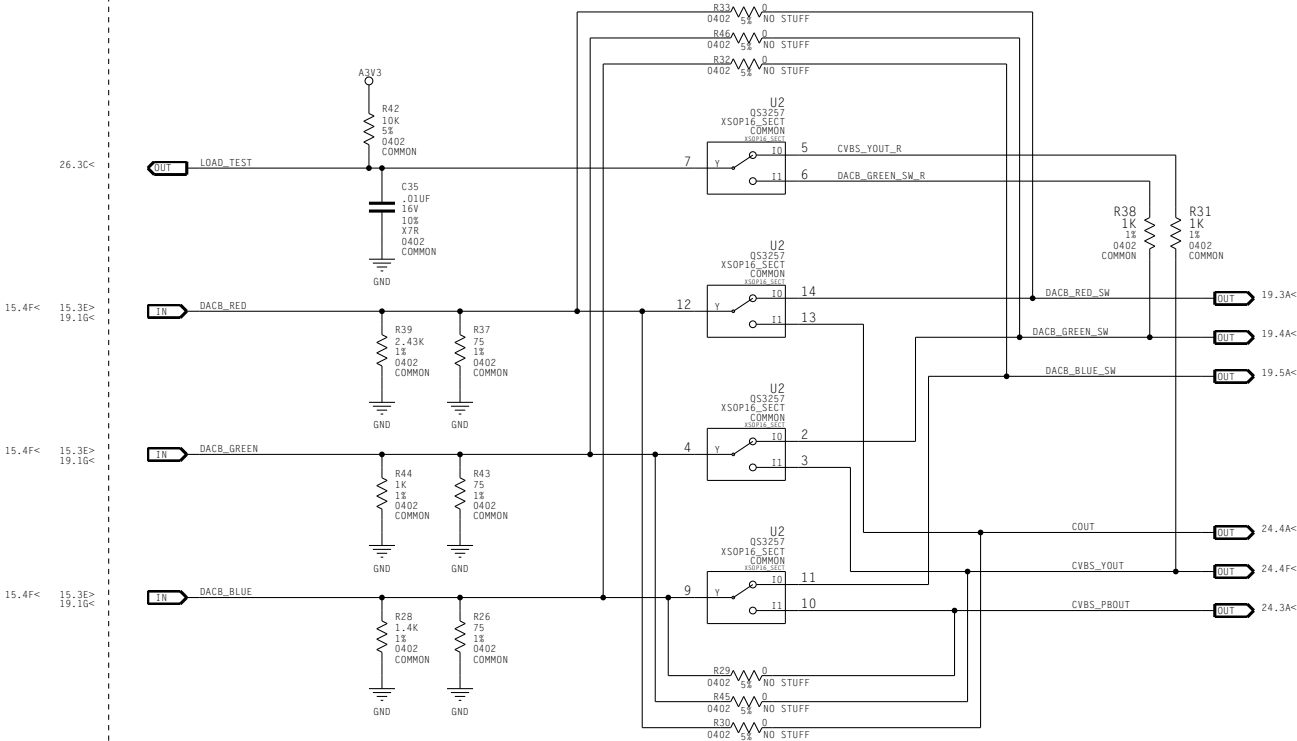 R33 0
0402 5% NO STUFF
R46 0
0402 5% NO STUFF
R32 0
0402 5% NO STUFF
A3V3
R42
10K
5%
0402
COMMON
U2
QS3257
XSOP16_SECT
COMMON
XSOP16_SECT
26.3C<
OUT
LOAD_TEST
7
Y
I0
5
CVBS_YOUT_R
I1
6
DACB_GREEN_SW_R
C35
.01UF
16V
10%
X7R
0402
COMMON
GND
R38
1K
1%
0402
COMMON
R31
1K
1%
0402
COMMON
U2
QS3257
XSOP16_SECT
COMMON
XSOP16_SECT
15.4F<
15.3E>
19.1G<
IN
DACB_RED
12
Y
I0
14
I1
13
DACB_RED_SW
OUT
19.3A<
DACB_GREEN_SW
OUT
19.4A<
DACB_BLUE_SW
OUT
19.5A<
R39
2.43K
1%
0402
COMMON
GND
R37
75
1%
0402
COMMON
GND
U2
QS3257
XSOP16_SECT
COMMON
XSOP16_SECT
15.4F<
15.3E>
19.1G<
IN
DACB_GREEN
4
Y
I0
2
I1
3
R44
1K
1%
0402
COMMON
GND
R43
75
1%
0402
COMMON
GND
U2
QS3257
XSOP16_SECT
COMMON
XSOP16_SECT
COUT
OUT
24.4A<
CVBS_YOUT
OUT
24.4F<
15.4F<
15.3E>
19.1G<
IN
DACB_BLUE
9
Y
I0
11
I1
10
CVBS_PBOUT
OUT
24.3A<
R28
1.4K
1%
0402
COMMON
GND
R26
75
1%
0402
COMMON
GND
R29 0
0402 5% NO STUFF
R45 0
0402 5% NO STUFF
R30 0
0402 5% NO STUFF